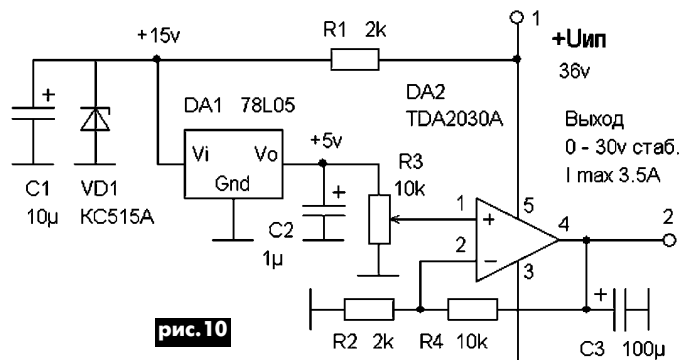 1
R1 2k
+15v
+Uип
36v
DA1 78L05
DA2
TDA2030A
Выход
0 - 30v стаб.
I max 3.5A
+5v
Vi Vo
Gnd
R3
10k
+
+
C1
10µ
VD1
КС515А
C2
1µ
1
+
5
4
2
2
−
3
+
R2 2k
R4 10k
C3 100µ
рис.10